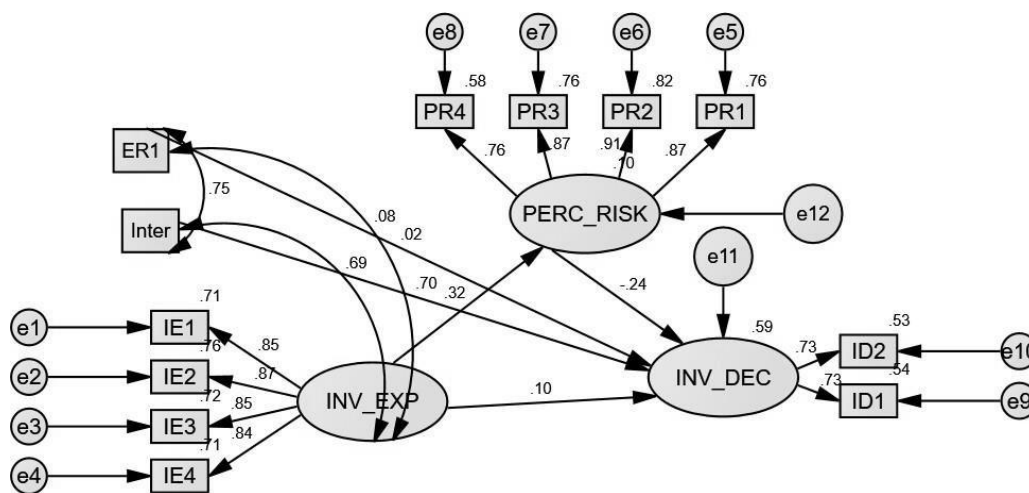 e8 e7 e6 e5
.58 .76 .82 .76
PR4 PR3 PR2 PR1
.76 .87 .91 .87
.10
ER1
.75
PERC_RISK
e12
Inter
.08
.02
e11
.69
.70
.32
-.24
.71
.59
.53
e1 IE1
.85
.73 ID2 e10
.76
.54
e2 IE2
.87
INV_DEC
.73
.72
INV_EXP
.10
ID1 e9
e3 IE3
.85
.84
.71
e4 IE4